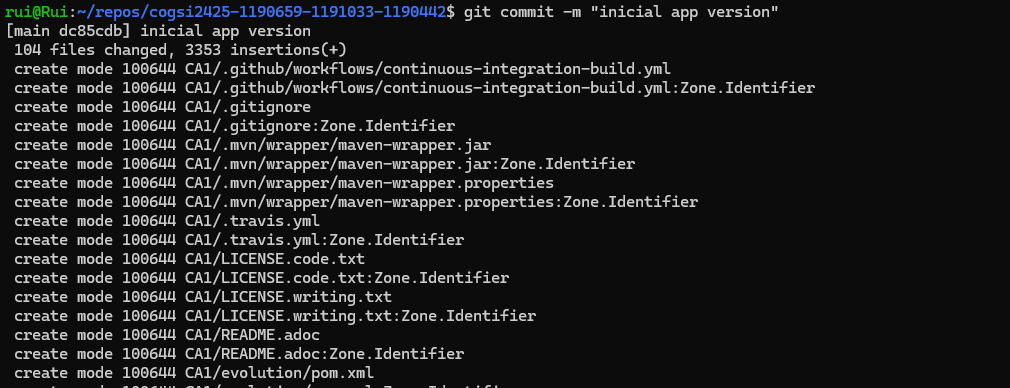 rui@Rui:~/repos/cogsi2425-1190659-1191033-1190442$ git commit -m "inicial app version"
[main dc85cdb] inicial app version
 104 files changed, 3353 insertions(+)
 create mode 100644 CA1/.github/workflows/continuous-integration-build.yml
 create mode 100644 CA1/.github/workflows/continuous-integration-build.yml:Zone.Identifier
 create mode 100644 CA1/.gitignore
 create mode 100644 CA1/.gitignore:Zone.Identifier
 create mode 100644 CA1/.mvn/wrapper/maven-wrapper.jar
 create mode 100644 CA1/.mvn/wrapper/maven-wrapper.jar:Zone.Identifier
 create mode 100644 CA1/.mvn/wrapper/maven-wrapper.properties
 create mode 100644 CA1/.mvn/wrapper/maven-wrapper.properties:Zone.Identifier
 create mode 100644 CA1/.travis.yml
 create mode 100644 CA1/.travis.yml:Zone.Identifier
 create mode 100644 CA1/LICENSE.code.txt
 create mode 100644 CA1/LICENSE.code.txt:Zone.Identifier
 create mode 100644 CA1/LICENSE.writing.txt
 create mode 100644 CA1/LICENSE.writing.txt:Zone.Identifier
 create mode 100644 CA1/README.adoc
 create mode 100644 CA1/README.adoc:Zone.Identifier
 create mode 100644 CA1/evolution/pom.xml